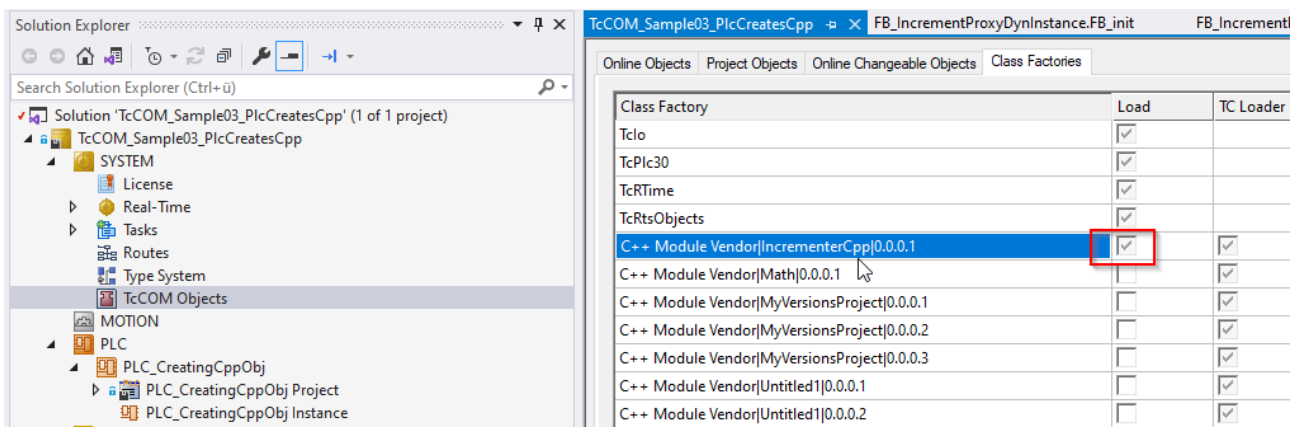 Solution Explorer
Search Solution Explorer (Ctrl+ü)
Solution 'TcCOM_Sample03_PlcCreatesCpp' (1 of 1 project)
TcCOM_Sample03_PlcCreatesCpp
SYSTEM
License
Real-Time
Tasks
Routes
Type System
TcCOM Objects
MOTION
PLC
PLC_CreatingCppObj
PLC_CreatingCppObj Project
PLC_CreatingCppObj Instance
TcCOM_Sample03_PlcCreatesCpp FB_IncrementProxyDynInstance.FB_init FB_Increment
Online Objects Project Objects Online Changeable Objects Class Factories
Class Factory Load TC Loader
TcIo
TcPlc30
TcRTime
TcRtsObjects
C++ Module Vendor|IncrementerCpp|0.0.0.1
C++ Module Vendor|Math|0.0.0.1
C++ Module Vendor|MyVersionsProject|0.0.0.1
C++ Module Vendor|MyVersionsProject|0.0.0.2
C++ Module Vendor|MyVersionsProject|0.0.0.3
C++ Module Vendor|Untitled1|0.0.0.1
C++ Module Vendor|Untitled1|0.0.0.2